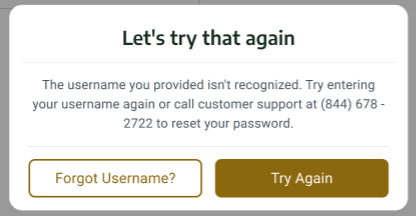 Let's try that again
The username you provided isn't recognized. Try entering
your username again or call customer support at (844) 678 -
2722 to reset your password.
Forgot Username?
Try Again